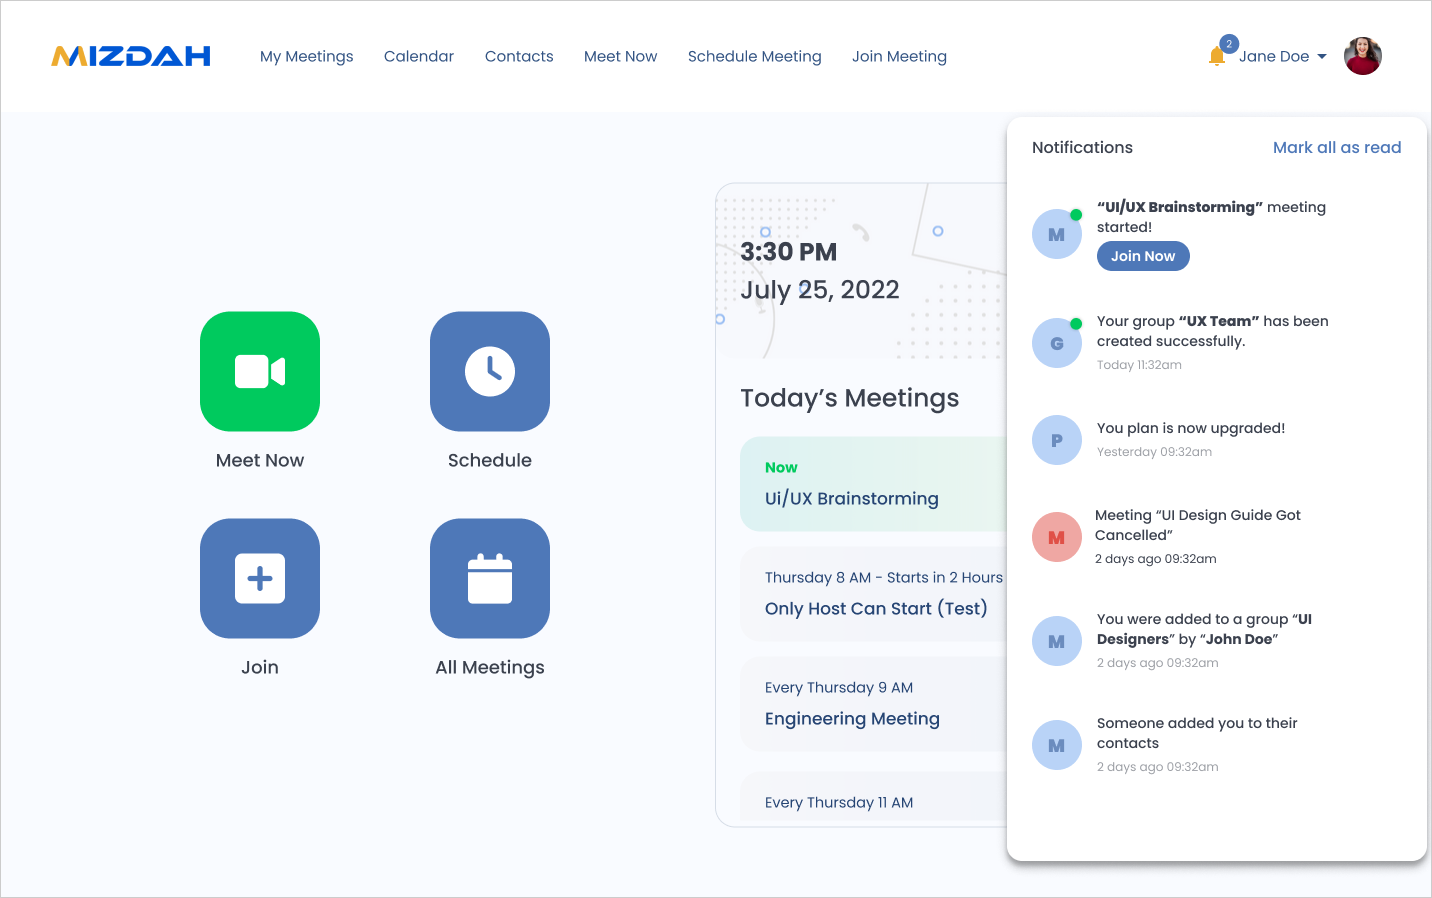 MIZDAH
My Meetings
Calendar
Contacts
Meet Now
Schedule Meeting
Join Meeting
2
Jane Doe
Meet Now
Schedule
Join
All Meetings
3:30 PM
July 25, 2022
Today’s Meetings
Now
Ui/UX Brainstorming
Thursday 8 AM - Starts in 2 Hours
Only Host Can Start (Test)
Every Thursday 9 AM
Engineering Meeting
Every Thursday 11 AM
Notifications
Mark all as read
M
“UI/UX Brainstorming” meeting
started!
Join Now
G
Your group “UX Team” has been
created successfully.
Today 11:32am
P
You plan is now upgraded!
Yesterday 09:32am
M
Meeting “UI Design Guide Got
Cancelled”
2 days ago 09:32am
M
You were added to a group “UI
Designers” by “John Doe”
2 days ago 09:32am
M
Someone added you to their
contacts
2 days ago 09:32am